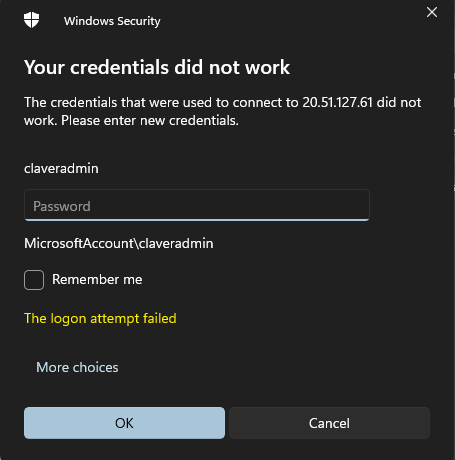 Windows Security
Your credentials did not work
The credentials that were used to connect to 20.51.127.61 did not
work. Please enter new credentials.
claveradmin
Password
MicrosoftAccount\claveradmin
Remember me
The logon attempt failed
More choices
OK
Cancel